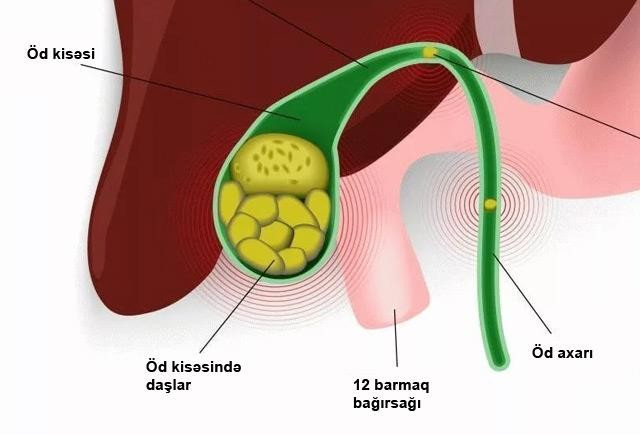 Öd kisəsi
Öd kisəsində
daşlar
12 barmaq
bağırsağı
Öd axarı